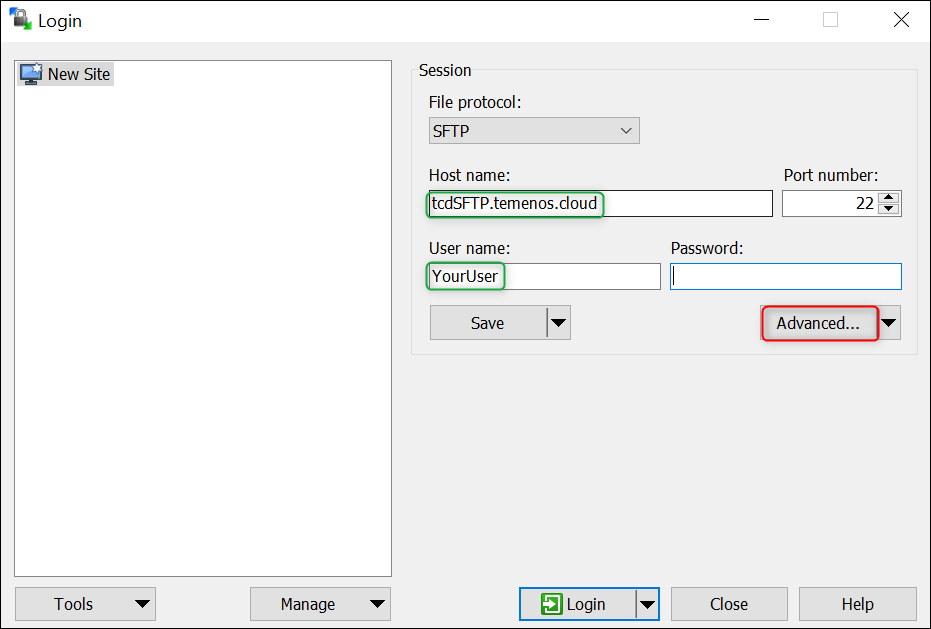 Login
New Site
Session
File protocol:
SFTP
Host name:
Port number:
tcdSFTP.temenos.cloud
22
User name:
Password:
YourUser
Save
Advanced...
Tools
Manage
Login
Close
Help